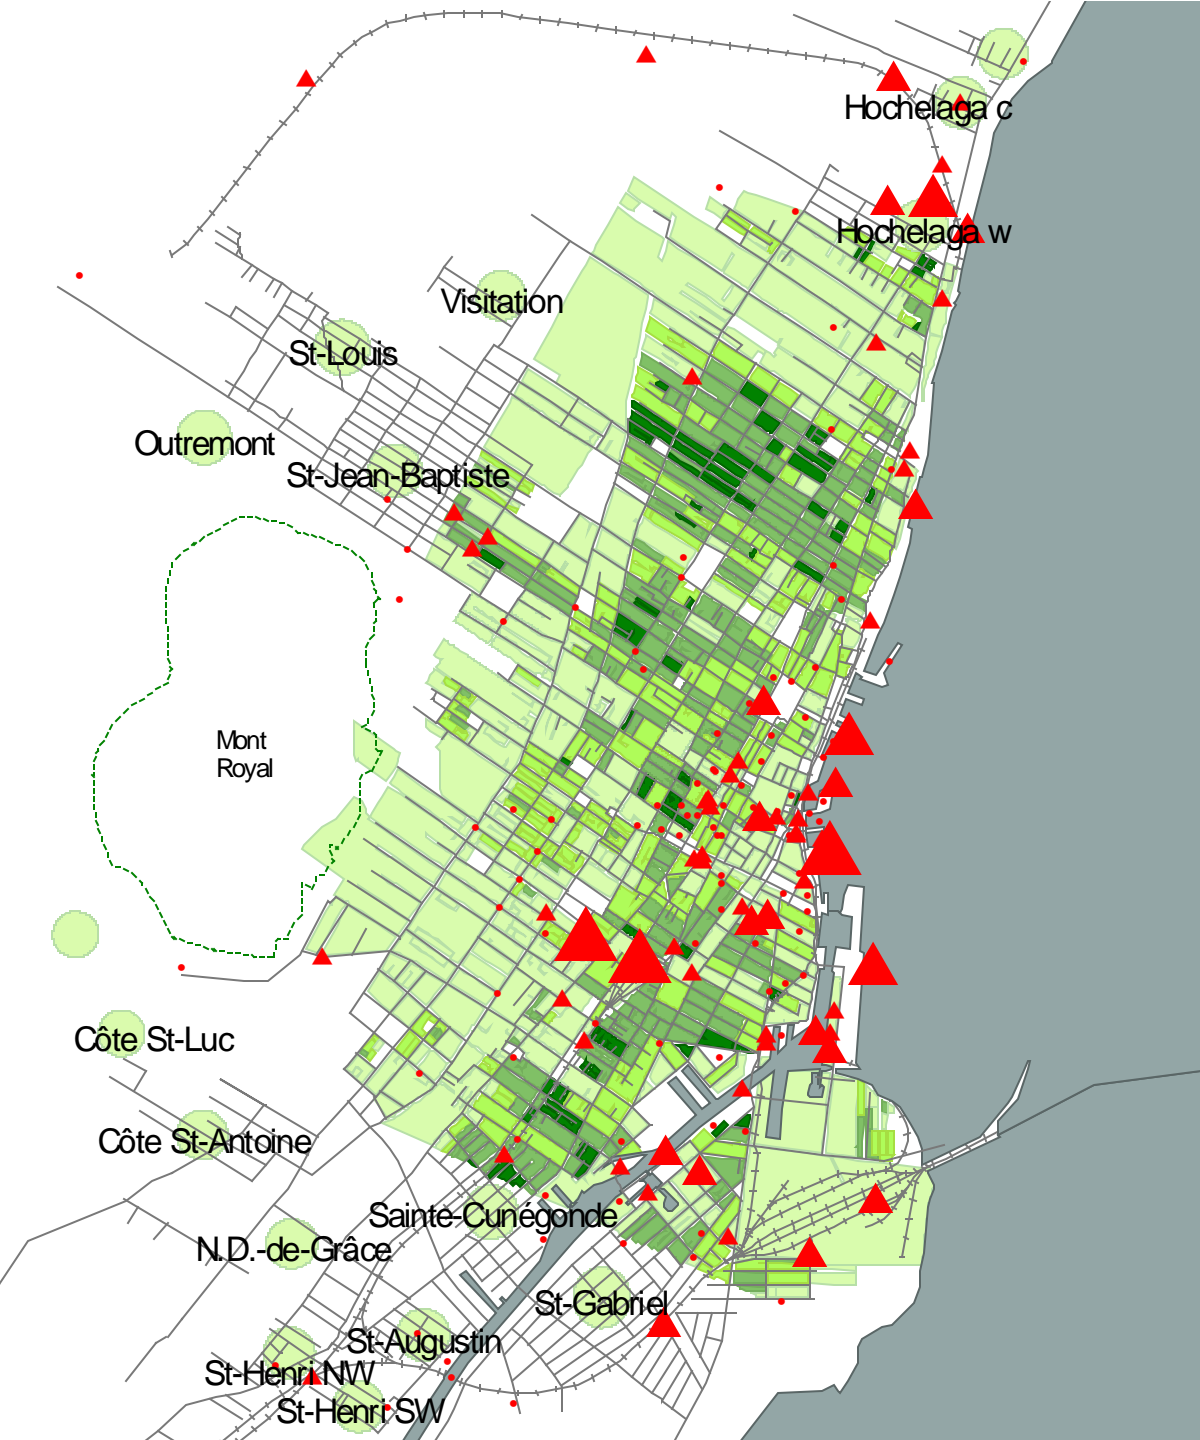 Hochelaga c
Hochelaga w
Visitation
St-Louis
Outremont
St-Jean-Baptiste
Mont
Royal
Côte St-Luc
Côte St-Antoine
Sainte-Cunégonde
N.D.-de-Grâce
St-Gabriel
St-Augustin
St-Henri NW
St-Henri SW